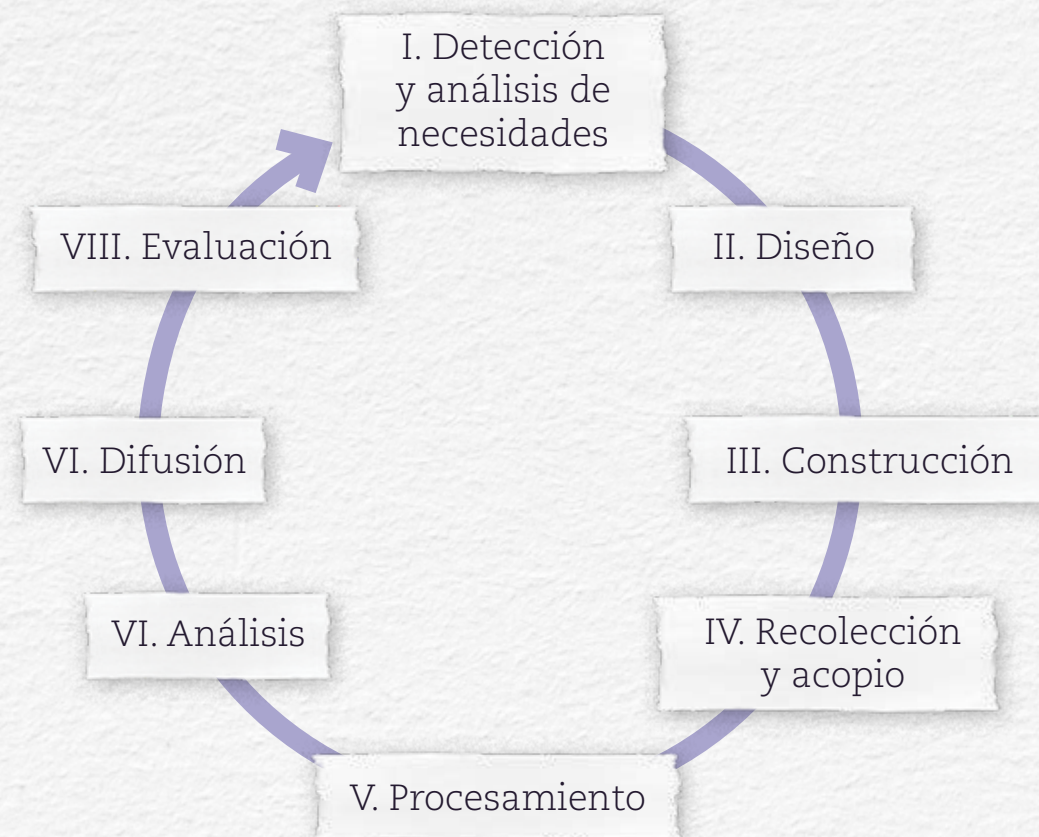 I. Detección
y análisis de
necesidades
II. Diseño
III. Construcción
IV. Recolección
y acopio
V. Procesamiento
VI. Análisis
VI. Difusión
VIII. Evaluación